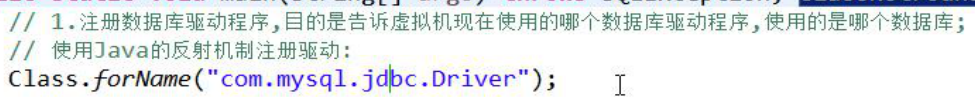 // 1.注册数据库驱动程序,目的是告诉虚拟机现在使用的哪个数据库驱动程序,使用的是哪个数据库;
// 使用Java的反射机制注册驱动:
Class.forName("com.mysql.jdbc.Driver");